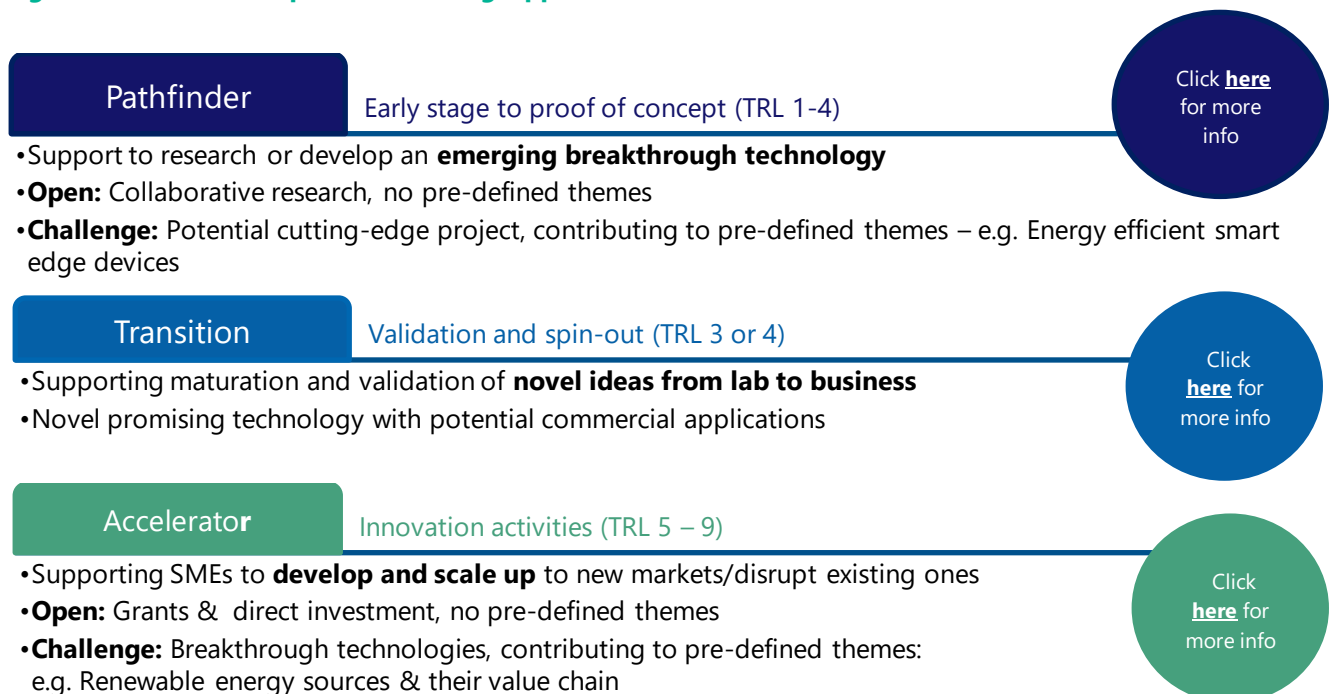 Pathfinder
Early stage to proof of concept (TRL 1-4)
Click here
for more
info
•Support to research or develop an emerging breakthrough technology
•Open: Collaborative research, no pre-defined themes
•Challenge: Potential cutting-edge project, contributing to pre-defined themes – e.g. Energy efficient smart
edge devices
Transition
Validation and spin-out (TRL 3 or 4)
Click
here for
more info
•Supporting maturation and validation of novel ideas from lab to business
•Novel promising technology with potential commercial applications
Accelerator
Innovation activities (TRL 5 – 9)
Click
here for
more info
•Supporting SMEs to develop and scale up to new markets/disrupt existing ones
•Open: Grants & direct investment, no pre-defined themes
•Challenge: Breakthrough technologies, contributing to pre-defined themes:
e.g. Renewable energy sources & their value chain